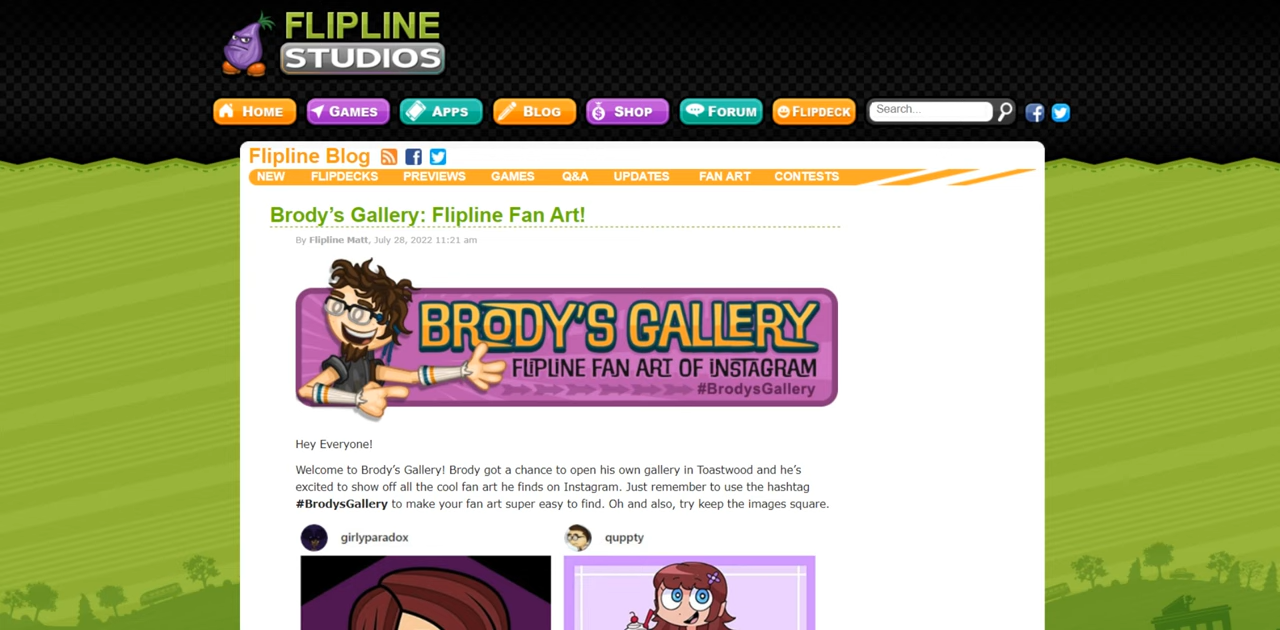 FLIPLINE
STUDIOS
HOME GAMES APPS BLOG SHOP FORUM FLIPDECK Search...
Flipline Blog
NEW FLIPDECKS PREVIEWS GAMES Q&A UPDATES FAN ART CONTESTS
Brody's Gallery: Flipline Fan Art!
By Flipline Matt, July 28, 2022 11:21 am
BRODY'S GALLERY
FLIPLINE FAN ART OF INSTAGRAM
#BrodysGallery
Hey Everyone!
Welcome to Brody's Gallery! Brody got a chance to open his own gallery in Toastwood and he's
excited to show off all the cool fan art he finds on Instagram. Just remember to use the hashtag
#BrodysGallery to make your fan art super easy to find. Oh and also, try keep the images square.
girlyparadox quppty